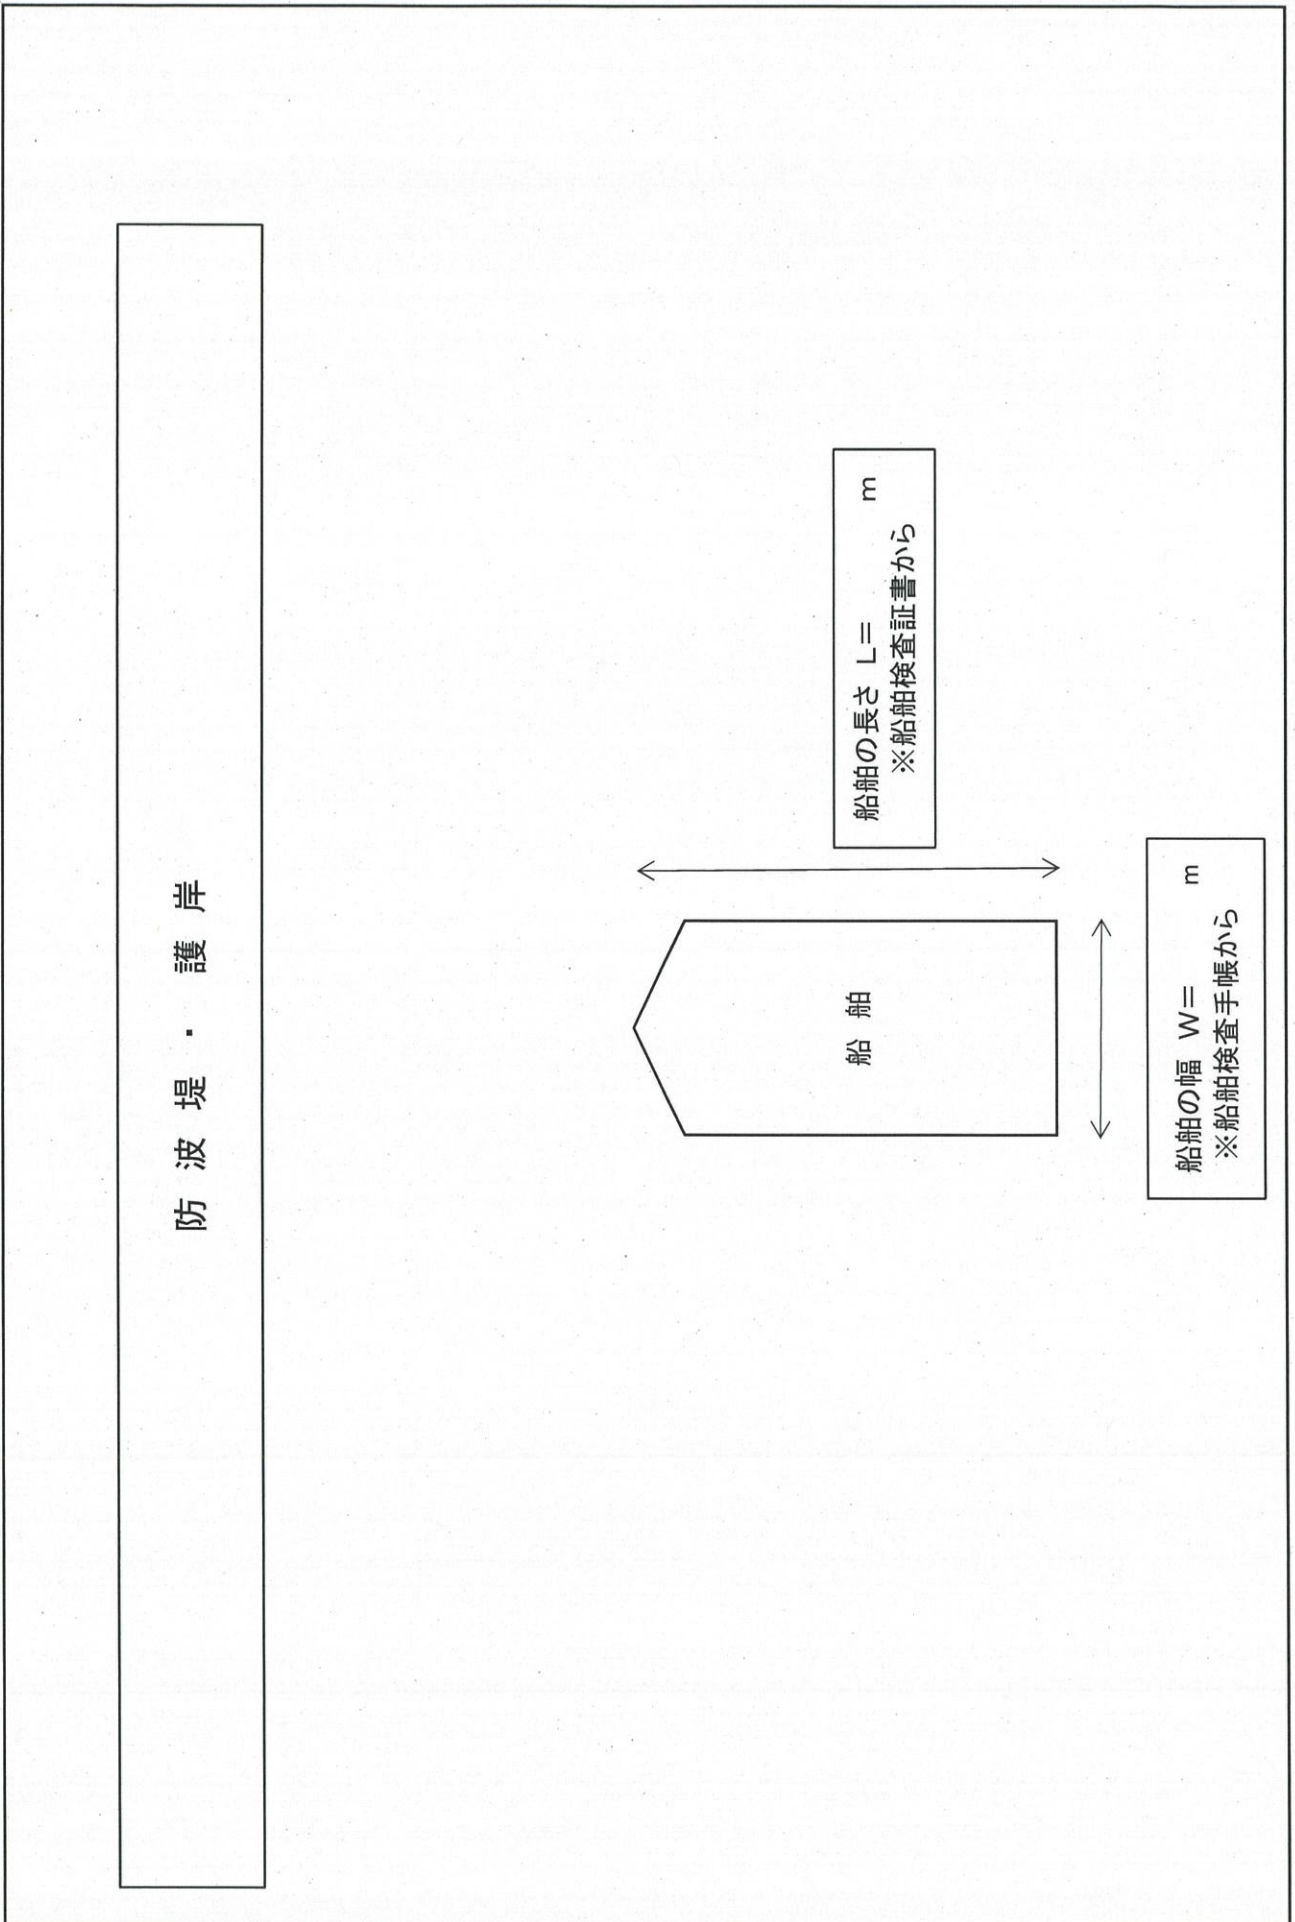 防波堤・護岸
船舶
船舶の長さ L= m
※船舶検査証書から
船舶の幅 W= m
※船舶検査手帳から